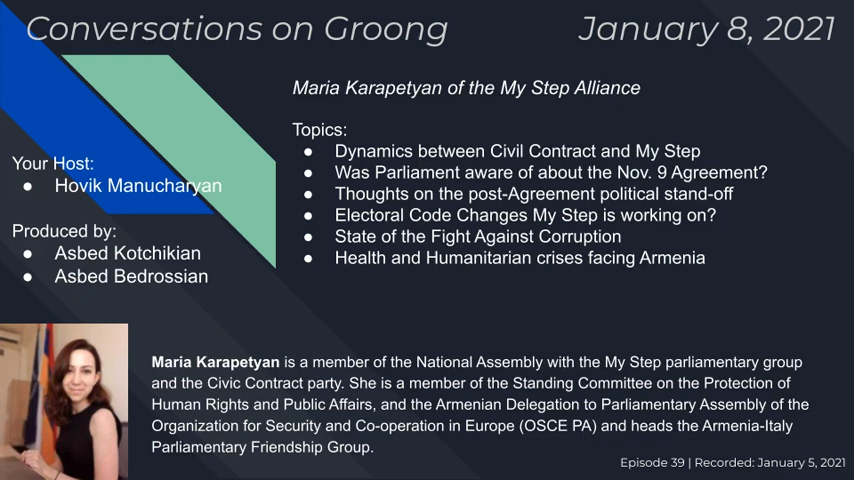 Conversations on Groong
January 8, 2021
Your Host:
● Hovik Manucharyan
Produced by:
● Asbed Kotchikian
● Asbed Bedrossian
Maria Karapetyan of the My Step Alliance
Topics:
● Dynamics between Civil Contract and My Step
● Was Parliament aware of about the Nov. 9 Agreement?
● Thoughts on the post-Agreement political stand-off
● Electoral Code Changes My Step is working on?
● State of the Fight Against Corruption
● Health and Humanitarian crises facing Armenia
Maria Karapetyan is a member of the National Assembly with the My Step parliamentary group
and the Civic Contract party. She is a member of the Standing Committee on the Protection of
Human Rights and Public Affairs, and the Armenian Delegation to Parliamentary Assembly of the
Organization for Security and Co-operation in Europe (OSCE PA) and heads the Armenia-Italy
Parliamentary Friendship Group.
Episode 39 | Recorded: January 5, 2021